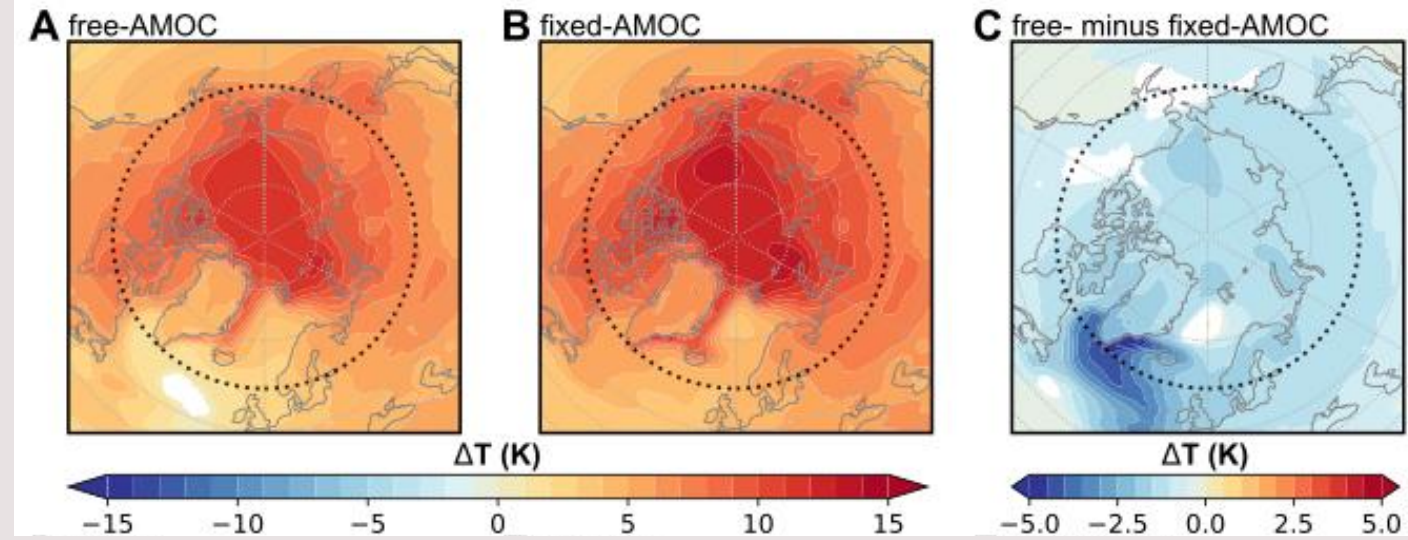 A free-AMOC
B fixed-AMOC
C free- minus fixed-AMOC
ΔT (K)
−15 −10 −5 0 5 10 15
ΔT (K)
−5.0 −2.5 0.0 2.5 5.0